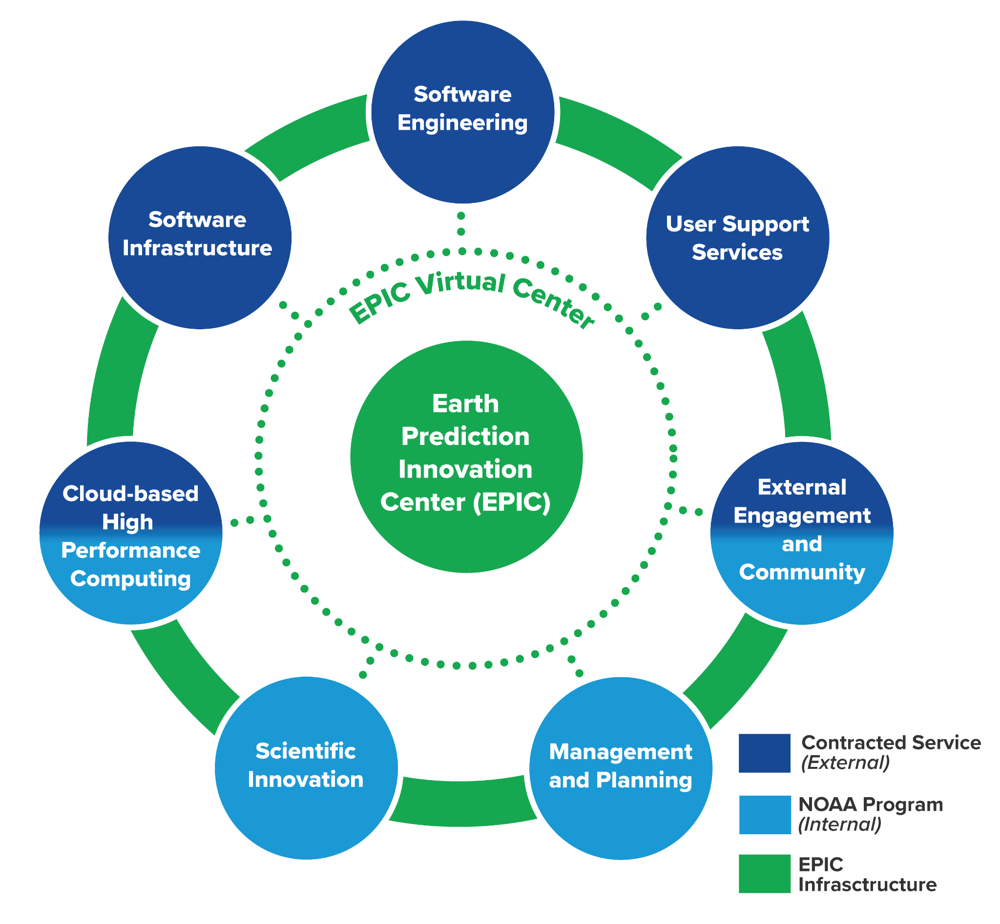 Software
Engineering
Software
Infrastructure
User Support
Services
EPIC Virtual Center
Earth
Prediction
Innovation
Center (EPIC)
Cloud-based
High
Performance
Computing
External
Engagement
and
Community
Scientific
Innovation
Management
and Planning
Contracted Service
(External)
NOAA Program
(Internal)
EPIC
Infrasctructure